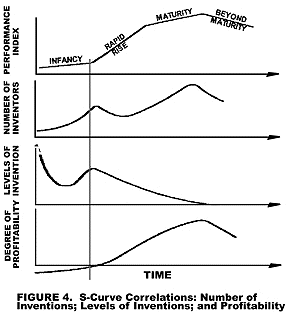 PERFORMANCE
INDEX
INFANCY
RAPID
RISE
MATURITY
BEYOND
MATURITY
NUMBER OF
INVENTORS
LEVELS OF
INVENTION
DEGREE OF
PROFITABILITY
TIME
FIGURE 4. S-Curve Correlations: Number of
Inventions; Levels of Inventions; and Profitability